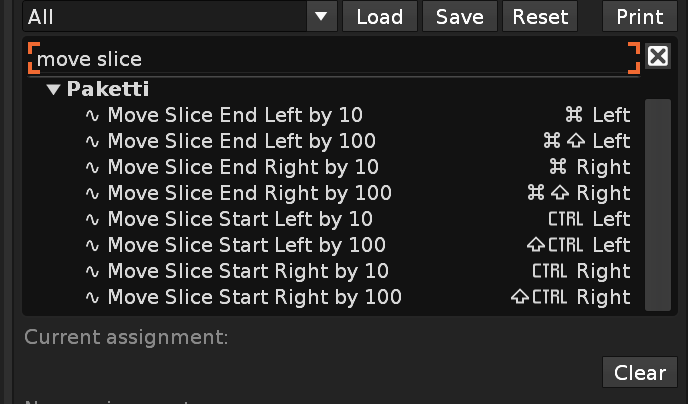 All Load Save Reset Print
move slice
Paketti
Move Slice End Left by 10 ⌘ Left
Move Slice End Left by 100 ⌘⇧ Left
Move Slice End Right by 10 ⌘ Right
Move Slice End Right by 100 ⌘⇧ Right
Move Slice Start Left by 10 CTRL Left
Move Slice Start Left by 100 ⇧CTRL Left
Move Slice Start Right by 10 CTRL Right
Move Slice Start Right by 100 ⇧CTRL Right
Current assignment:
Clear